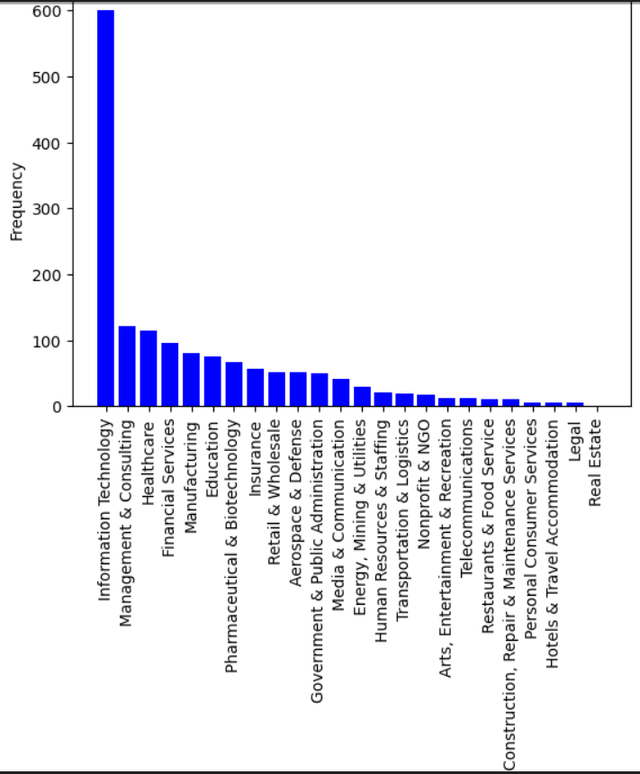 600
500
400
300
200
100
0
Frequency
Information Technology
Management & Consulting
Healthcare
Financial Services
Manufacturing
Education
Pharmaceutical & Biotechnology
Insurance
Retail & Wholesale
Aerospace & Defense
Government & Public Administration
Media & Communication
Energy, Mining & Utilities
Human Resources & Staffing
Transportation & Logistics
Nonprofit & NGO
Arts, Entertainment & Recreation
Telecommunications
Restaurants & Food Service
Construction, Repair & Maintenance Services
Personal Consumer Services
Hotels & Travel Accommodation
Legal
Real Estate